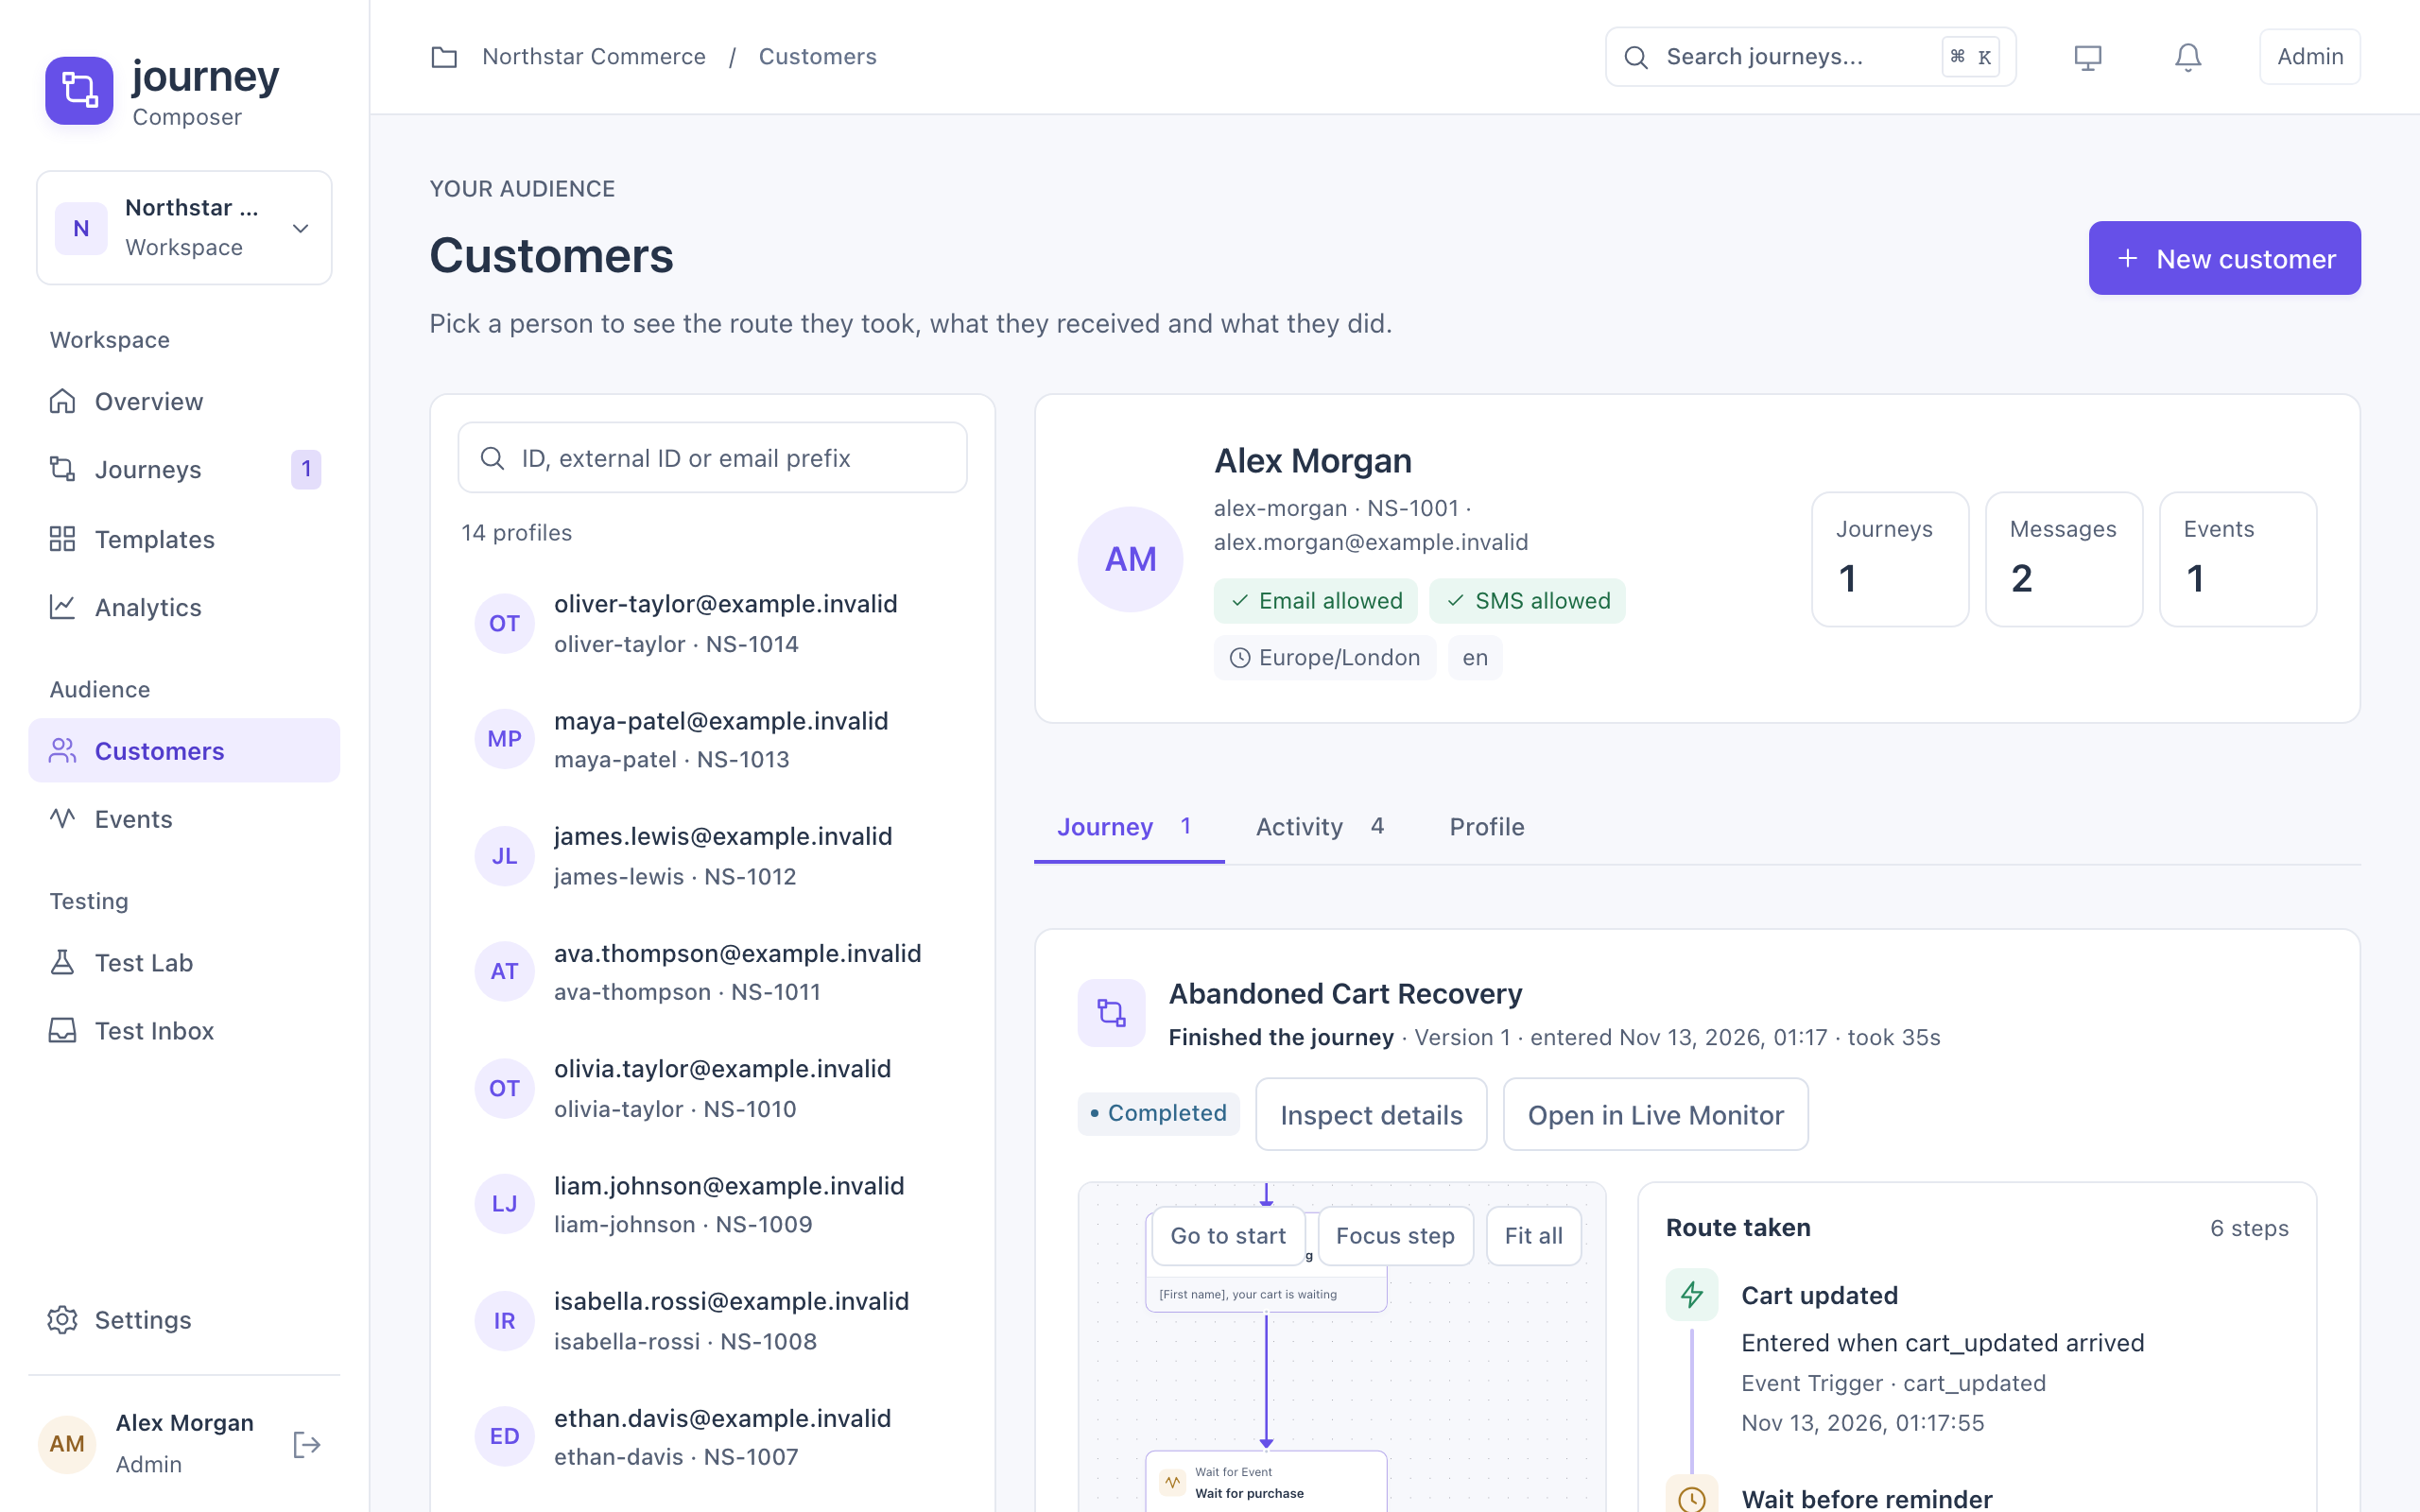 journey
Composer
N
Northstar ...
Workspace
Workspace
Overview
Journeys 1
Templates
Analytics
Audience
Customers
Events
Testing
Test Lab
Test Inbox
Settings
AM
Alex Morgan
Admin
Northstar Commerce / Customers
Search journeys... ⌘ K
Admin
YOUR AUDIENCE
Customers
Pick a person to see the route they took, what they received and what they did.
+ New customer
ID, external ID or email prefix
14 profiles
OT
oliver-taylor@example.invalid
oliver-taylor · NS-1014
MP
maya-patel@example.invalid
maya-patel · NS-1013
JL
james.lewis@example.invalid
james-lewis · NS-1012
AT
ava.thompson@example.invalid
ava-thompson · NS-1011
OT
olivia.taylor@example.invalid
olivia-taylor · NS-1010
LJ
liam.johnson@example.invalid
liam-johnson · NS-1009
IR
isabella.rossi@example.invalid
isabella-rossi · NS-1008
ED
ethan.davis@example.invalid
ethan-davis · NS-1007
AM
Alex Morgan
alex-morgan · NS-1001 ·
alex.morgan@example.invalid
Email allowed
SMS allowed
Europe/London
en
Journeys
1
Messages
2
Events
1
Journey 1
Activity 4
Profile
Abandoned Cart Recovery
Finished the journey · Version 1 · entered Nov 13, 2026, 01:17 · took 35s
• Completed
Inspect details
Open in Live Monitor
Go to start
Focus step
Fit all
g
[First name], your cart is waiting
Wait for Event
Wait for purchase
Route taken
6 steps
Cart updated
Entered when cart_updated arrived
Event Trigger · cart_updated
Nov 13, 2026, 01:17:55
Wait before reminder